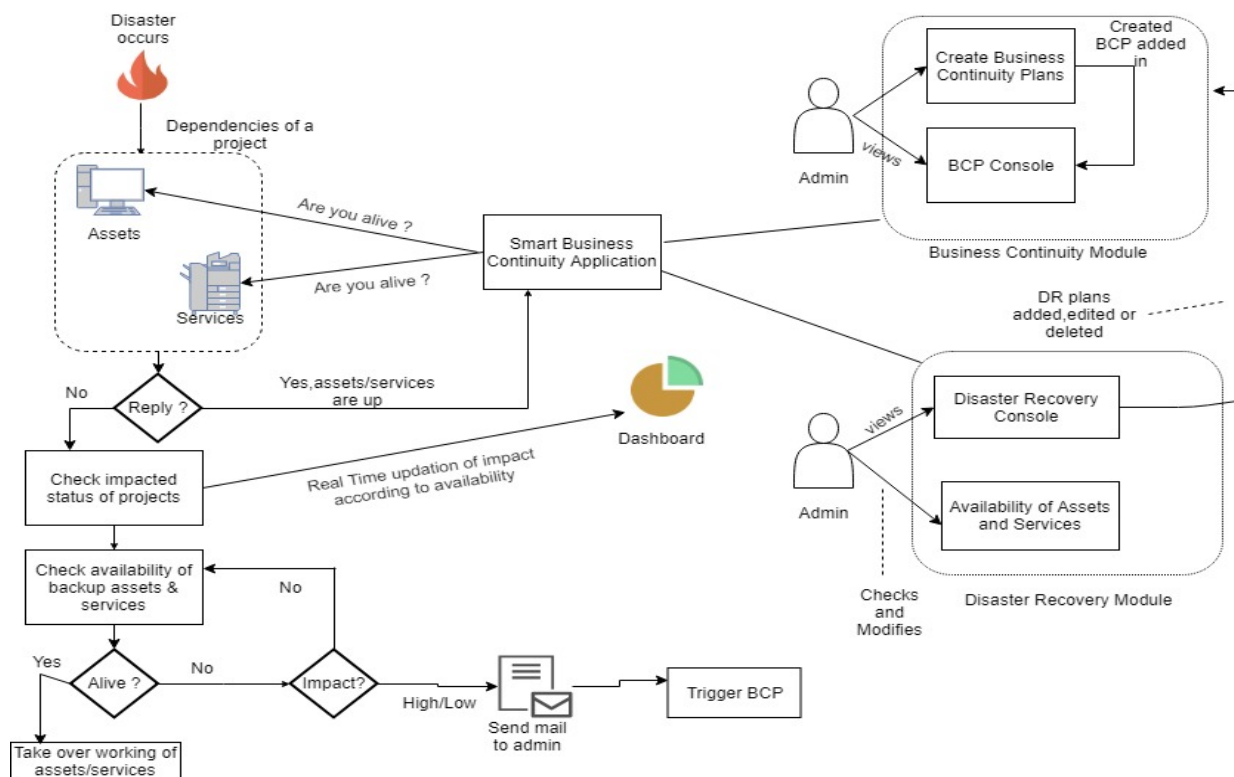 Disaster
occurs
Dependencies of a
project
Assets
Services
Are you alive ?
Are you alive ?
Smart Business
Continuity Application
Admin
views
Create Business
Continuity Plans
Created
BCP added
in
BCP Console
Business Continuity Module
DR plans
added,edited or
deleted
Reply ?
No
Yes,assets/services
are up
Dashboard
Real Time updation of impact
according to availability
Check impacted
status of projects
Check availability of
backup assets &
services
No
Yes
Alive ?
No
Impact?
High/Low
Send mail
to admin
Trigger BCP
Take over working of
assets/services
Admin
views
Disaster Recovery
Console
Availability of Assets
and Services
Checks
and
Modifies
Disaster Recovery Module